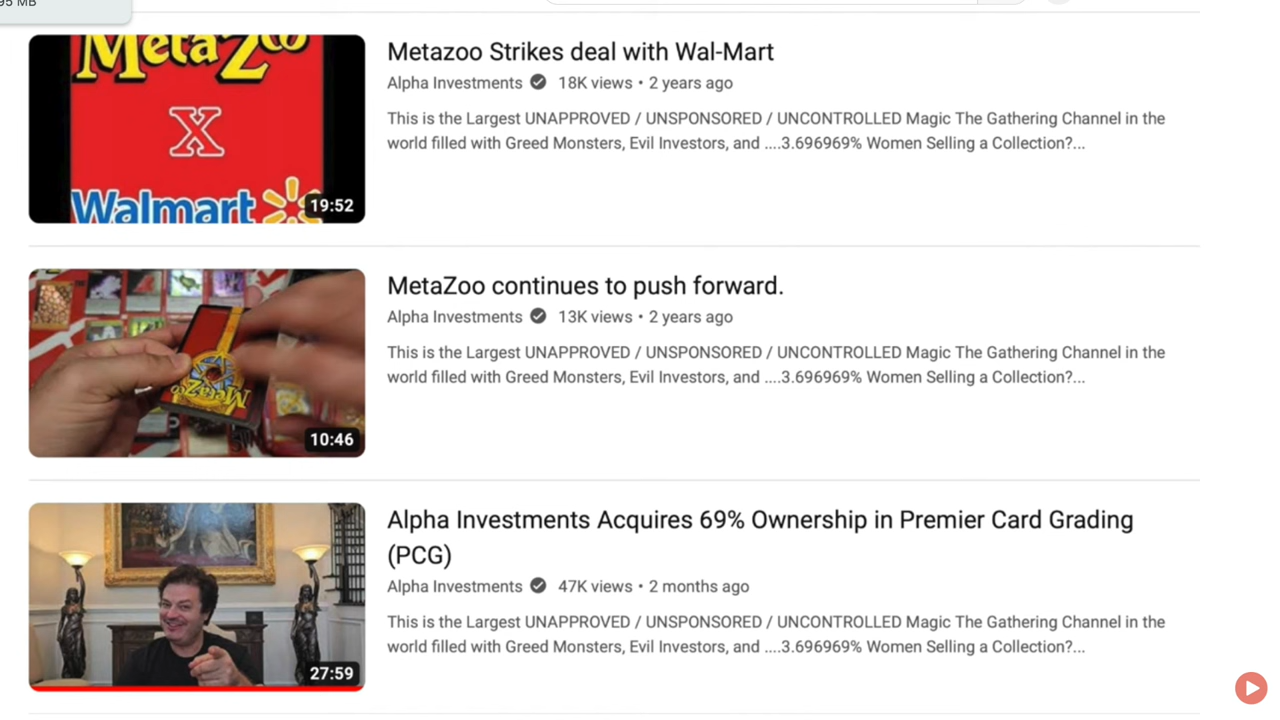 95 MB
MetaZoo
X
Walmart
19:52
Metazoo Strikes deal with Wal-Mart
Alpha Investments 18K views • 2 years ago
This is the Largest UNAPPROVED / UNSPONSORED / UNCONTROLLED Magic The Gathering Channel in the
world filled with Greed Monsters, Evil Investors, and ....3.696969% Women Selling a Collection?...
MetaZoo
10:46
MetaZoo continues to push forward.
Alpha Investments 13K views • 2 years ago
This is the Largest UNAPPROVED / UNSPONSORED / UNCONTROLLED Magic The Gathering Channel in the
world filled with Greed Monsters, Evil Investors, and ....3.696969% Women Selling a Collection?...
27:59
Alpha Investments Acquires 69% Ownership in Premier Card Grading
(PCG)
Alpha Investments 47K views • 2 months ago
This is the Largest UNAPPROVED / UNSPONSORED / UNCONTROLLED Magic The Gathering Channel in the
world filled with Greed Monsters, Evil Investors, and ....3.696969% Women Selling a Collection?...